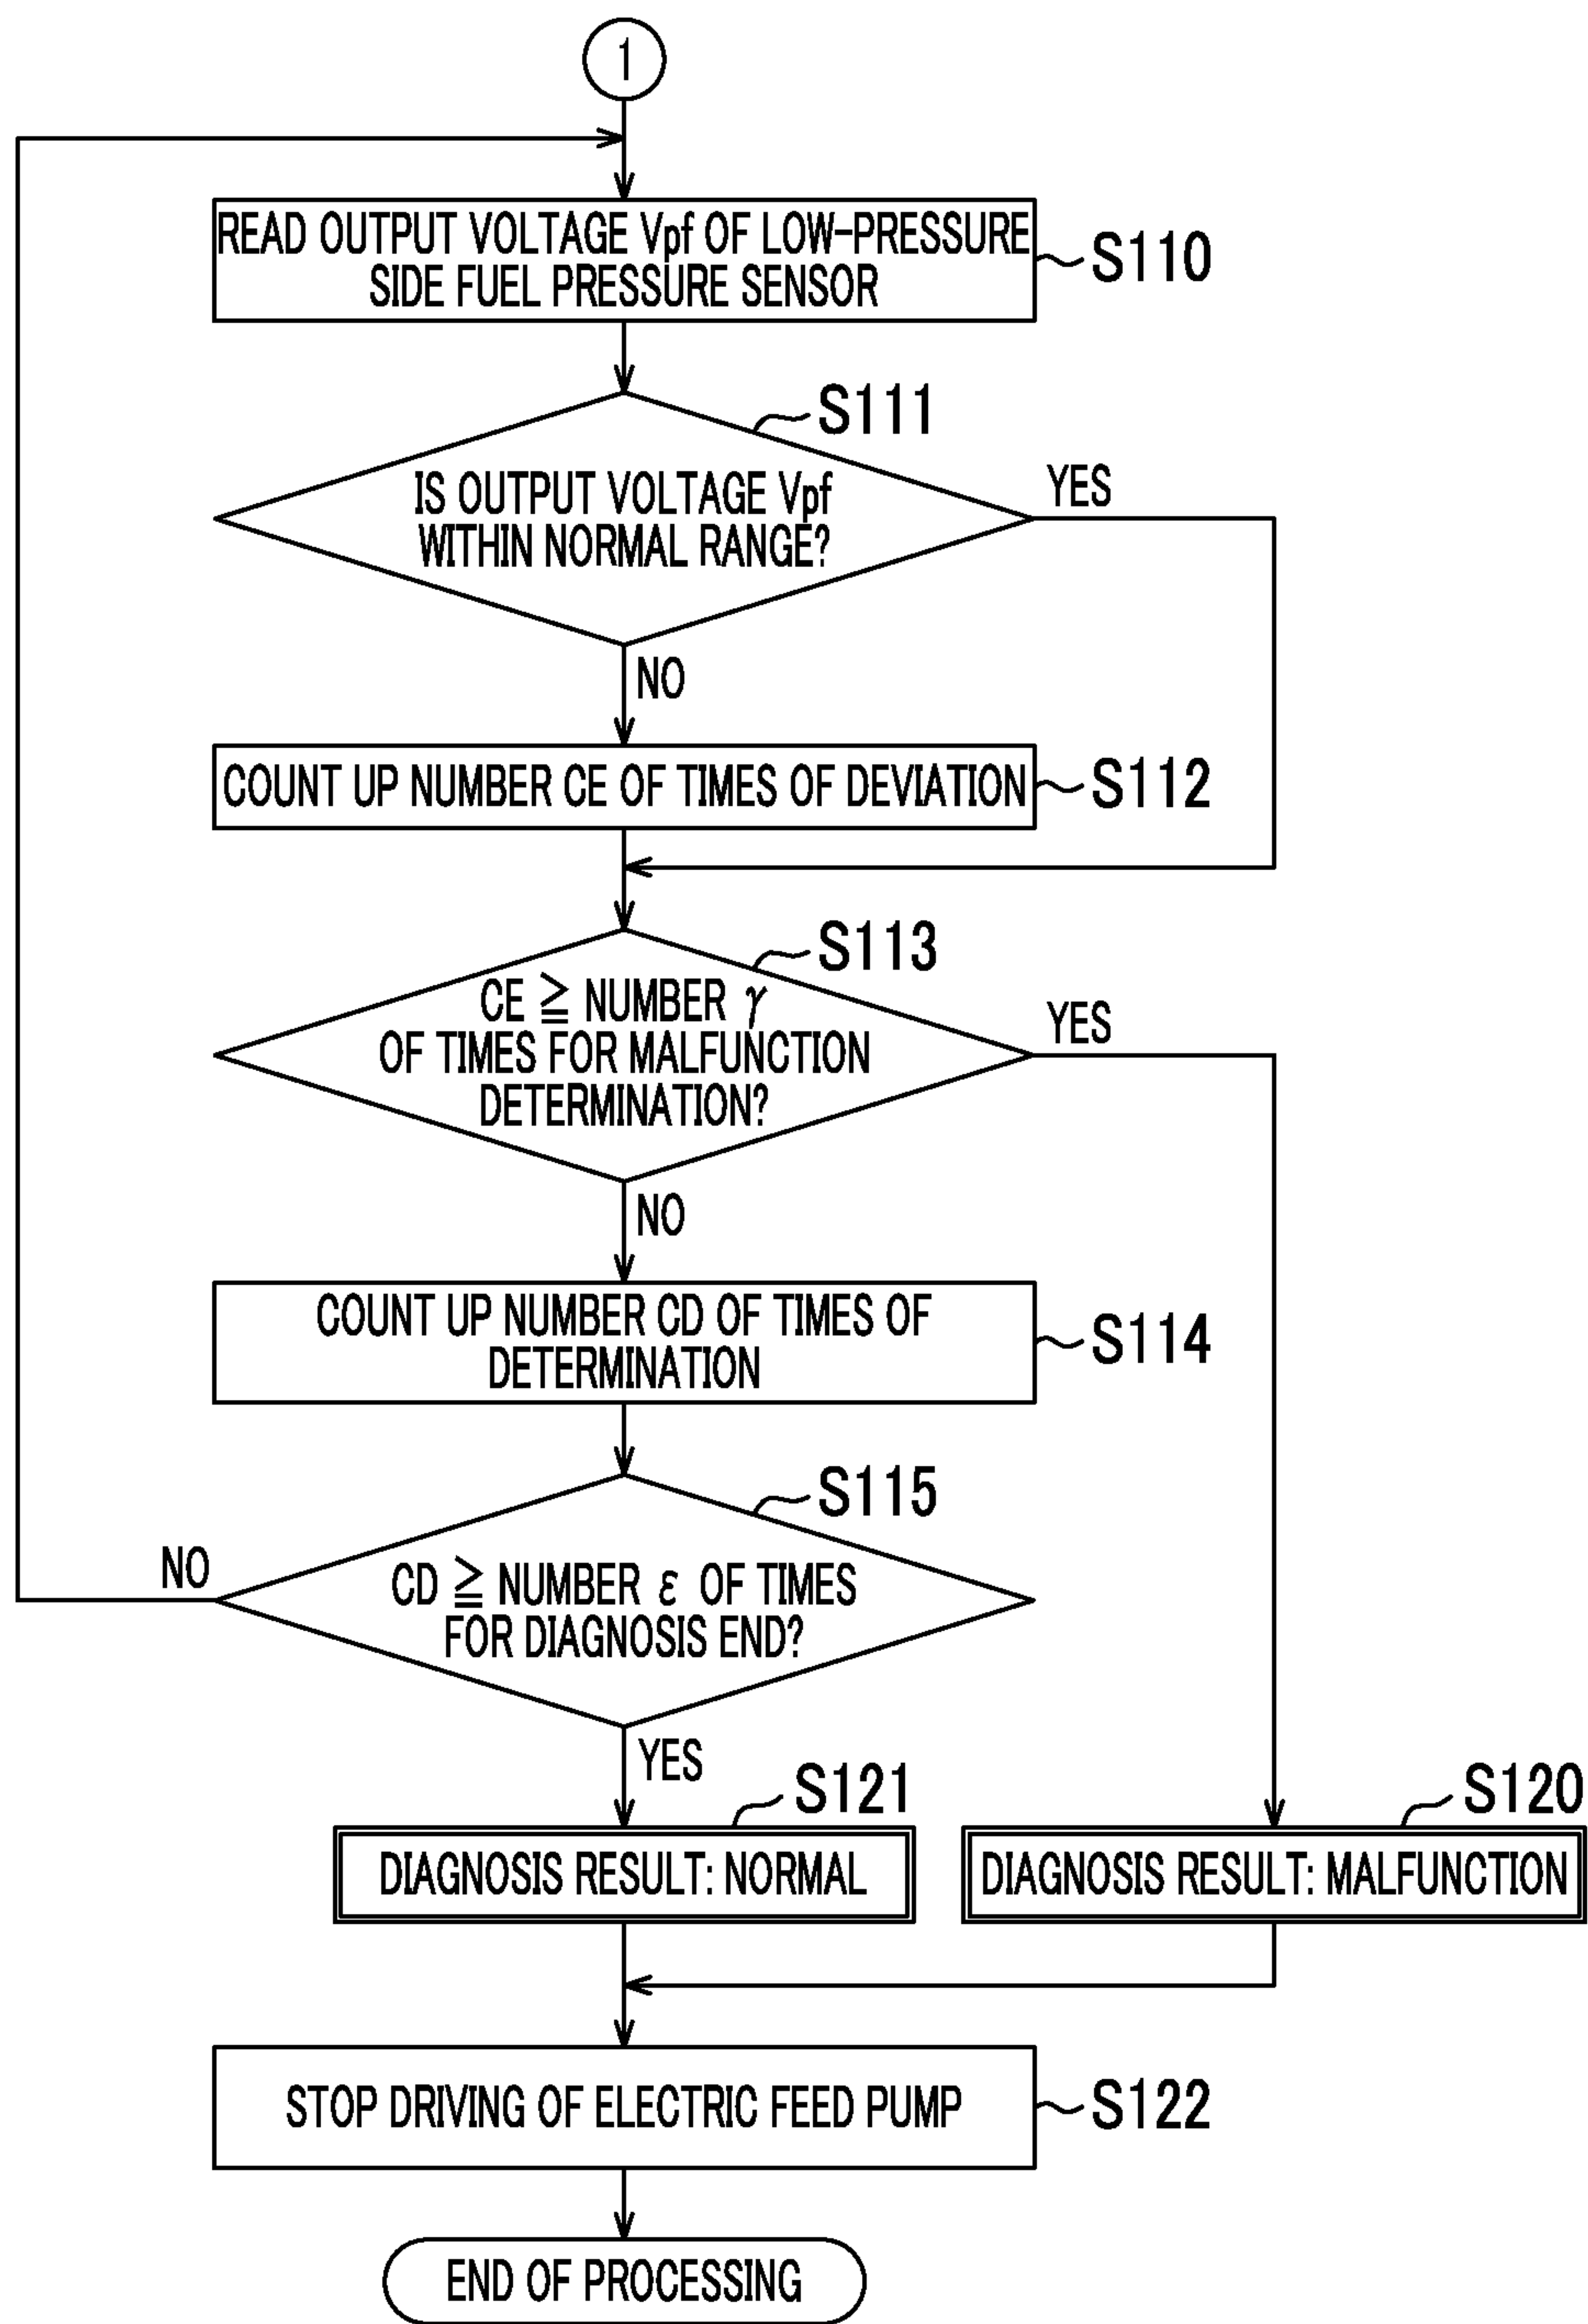 1
READ OUTPUT VOLTAGE Vpf OF LOW-PRESSURE
SIDE FUEL PRESSURE SENSOR
S110
S111
IS OUTPUT VOLTAGE Vpf
WITHIN NORMAL RANGE?
YES
NO
COUNT UP NUMBER CE OF TIMES OF DEVIATION
S112
S113
CE ≧ NUMBER γ
OF TIMES FOR MALFUNCTION
DETERMINATION?
YES
NO
COUNT UP NUMBER CD OF TIMES OF
DETERMINATION
S114
S115
NO
CD ≧ NUMBER ε OF TIMES
FOR DIAGNOSIS END?
YES
S121
S120
DIAGNOSIS RESULT: NORMAL
DIAGNOSIS RESULT: MALFUNCTION
STOP DRIVING OF ELECTRIC FEED PUMP
S122
END OF PROCESSING